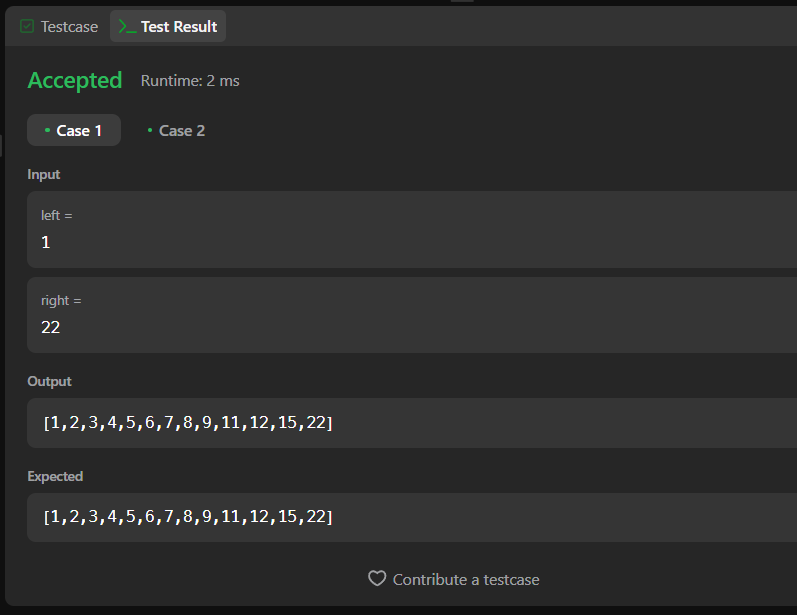 Testcase
Test Result
Accepted
Runtime: 2 ms
Case 1
Case 2
Input
left =
1
right =
22
Output
[1,2,3,4,5,6,7,8,9,11,12,15,22]
Expected
[1,2,3,4,5,6,7,8,9,11,12,15,22]
Contribute a testcase